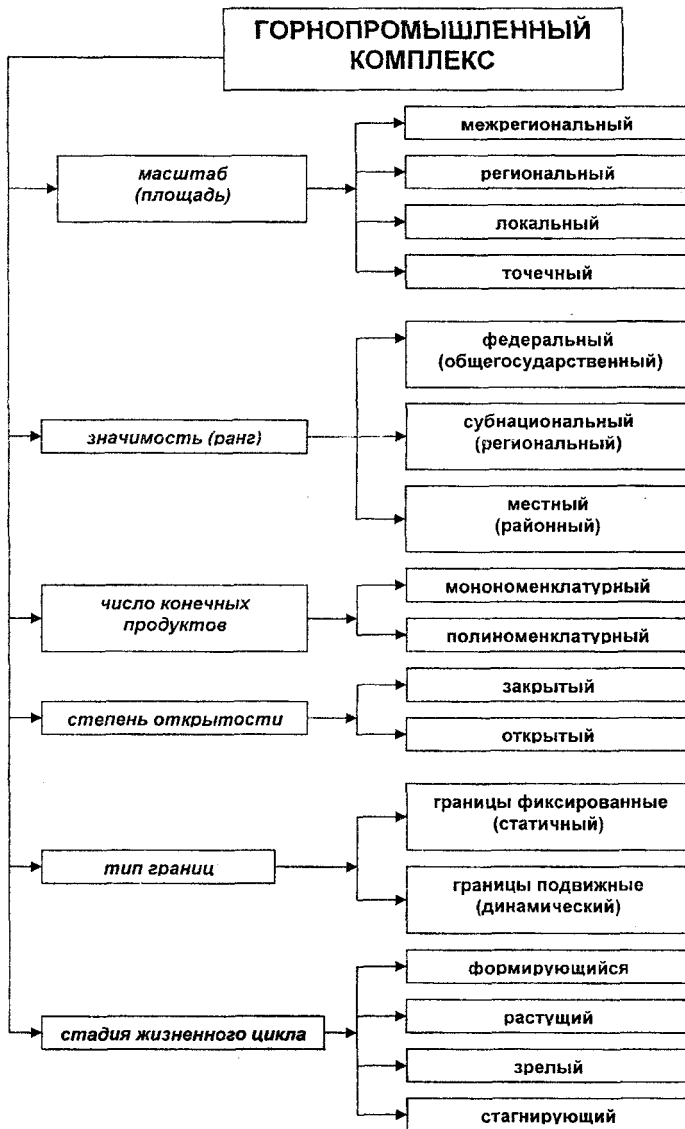 ГОРНОПРОМЫШЛЕННЫЙ
КОМПЛЕКС
масштаб
(площадь)
межрегиональный
региональный
локальный
точечный
значимость (ранг)
федеральный
(общегосударственный)
субнациональный
(региональный)
местный
(районный)
число конечных
продуктов
мономенклатурный
полиноменклатурный
степень открытости
закрытый
открытый
тип границ
границы фиксированные
(статичный)
границы подвижные
(динамический)
стадия жизненного цикла
формирующийся
растущий
зрелый
стагнирующий